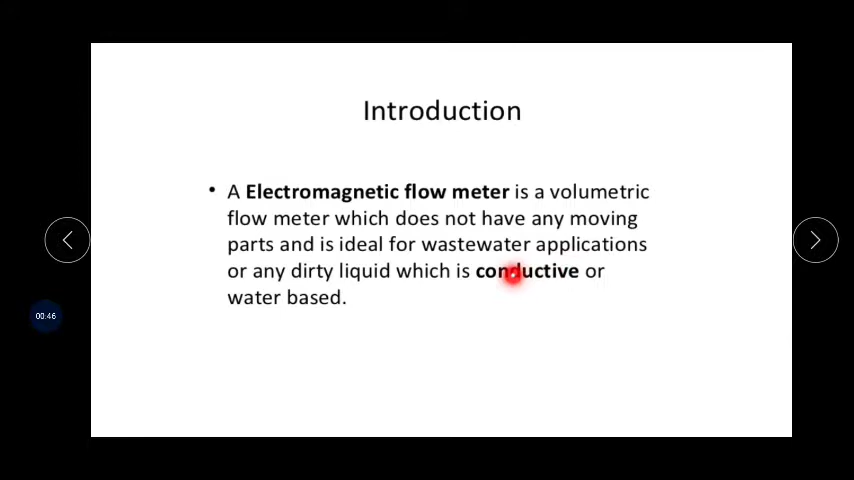 Introduction
• A Electromagnetic flow meter is a volumetric
flow meter which does not have any moving
parts and is ideal for wastewater applications
or any dirty liquid which is conductive or
water based.
00:46